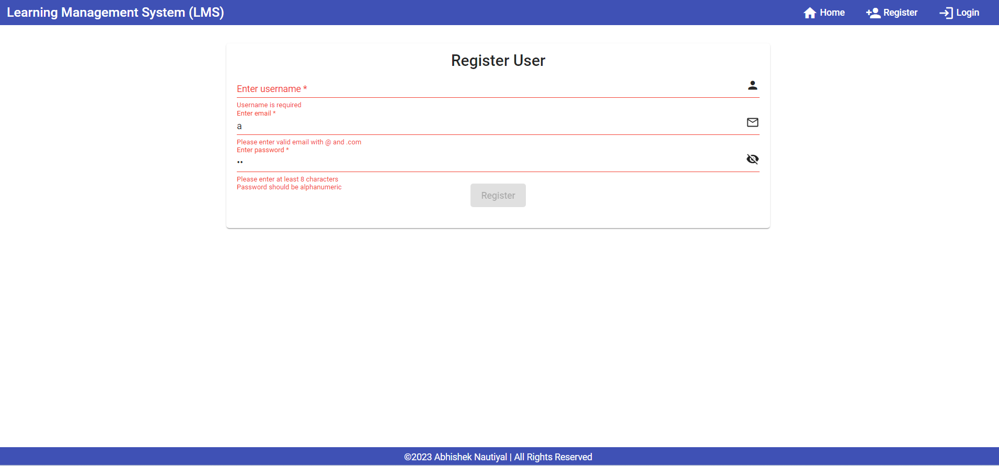 Learning Management System (LMS)
Home
Register
Login
Register User
Enter username *
Username is required
Enter email *
a
Please enter valid email with @ and .com
Enter password *
••
Please enter at least 8 characters
Password should be alphanumeric
Register
©2023 Abhishek Nautiyal | All Rights Reserved